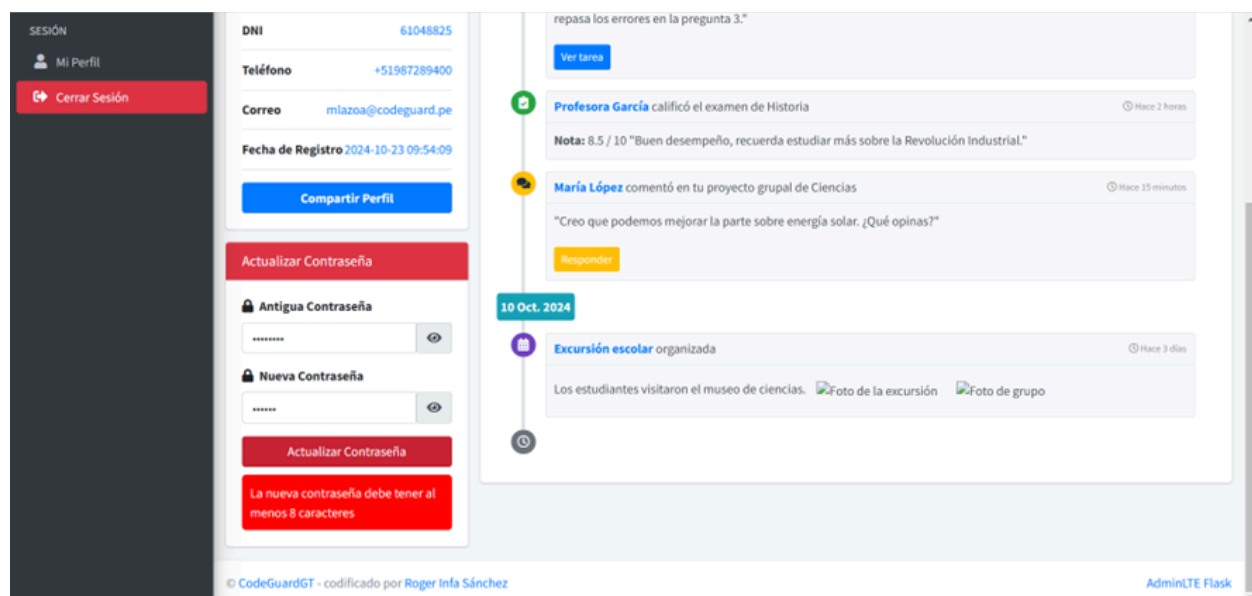 SESIÓN
Mi Perfil
Cerrar Sesión
DNI 61048825
Teléfono +51987289400
Correo mlazoa@codeguard.pe
Fecha de Registro 2024-10-23 09:54:09
Compartir Perfil
Actualizar Contraseña
Antigua Contraseña
••••••••
Nueva Contraseña
••••••
Actualizar Contraseña
La nueva contraseña debe tener al
menos 8 caracteres
repasa los errores en la pregunta 3."
Ver tarea
Profesora García calificó el examen de Historia Hace 2 horas
Nota: 8.5 / 10 "Buen desempeño, recuerda estudiar más sobre la Revolución Industrial."
María López comentó en tu proyecto grupal de Ciencias Hace 15 minutos
"Creo que podemos mejorar la parte sobre energía solar. ¿Qué opinas?"
Responder
10 Oct. 2024
Excursión escolar organizada Hace 3 días
Los estudiantes visitaron el museo de ciencias. Foto de la excursión Foto de grupo
© CodeGuardGT - codificado por Roger Infa Sánchez AdminLTE Flask